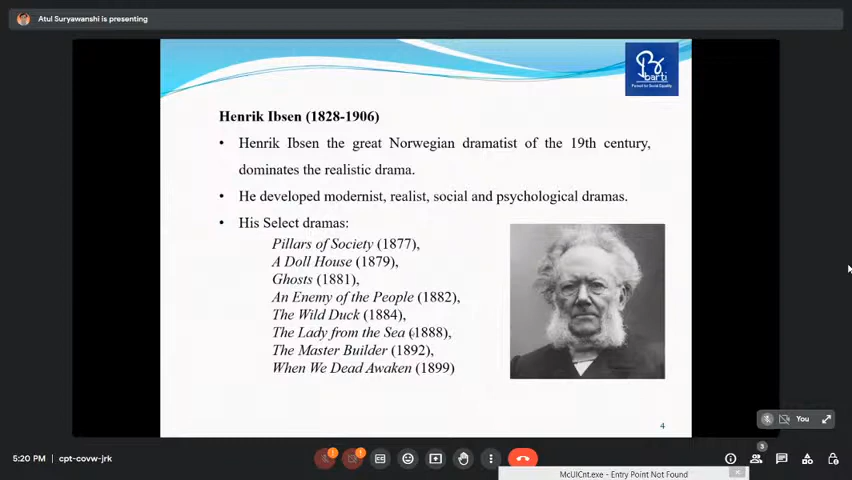 Atul Suryawanshi is presenting
barti
Henrik Ibsen (1828-1906)
• Henrik Ibsen the great Norwegian dramatist of the 19th century,
dominates the realistic drama.
• He developed modernist, realist, social and psychological dramas.
• His Select dramas:
Pillars of Society (1877),
A Doll House (1879),
Ghosts (1881),
An Enemy of the People (1882),
The Wild Duck (1884),
The Lady from the Sea (1888),
The Master Builder (1892),
When We Dead Awaken (1899)
4
You
5:20 PM
cpt-covw-jrk
3
McUICnt.exe - Entry Point Not Found